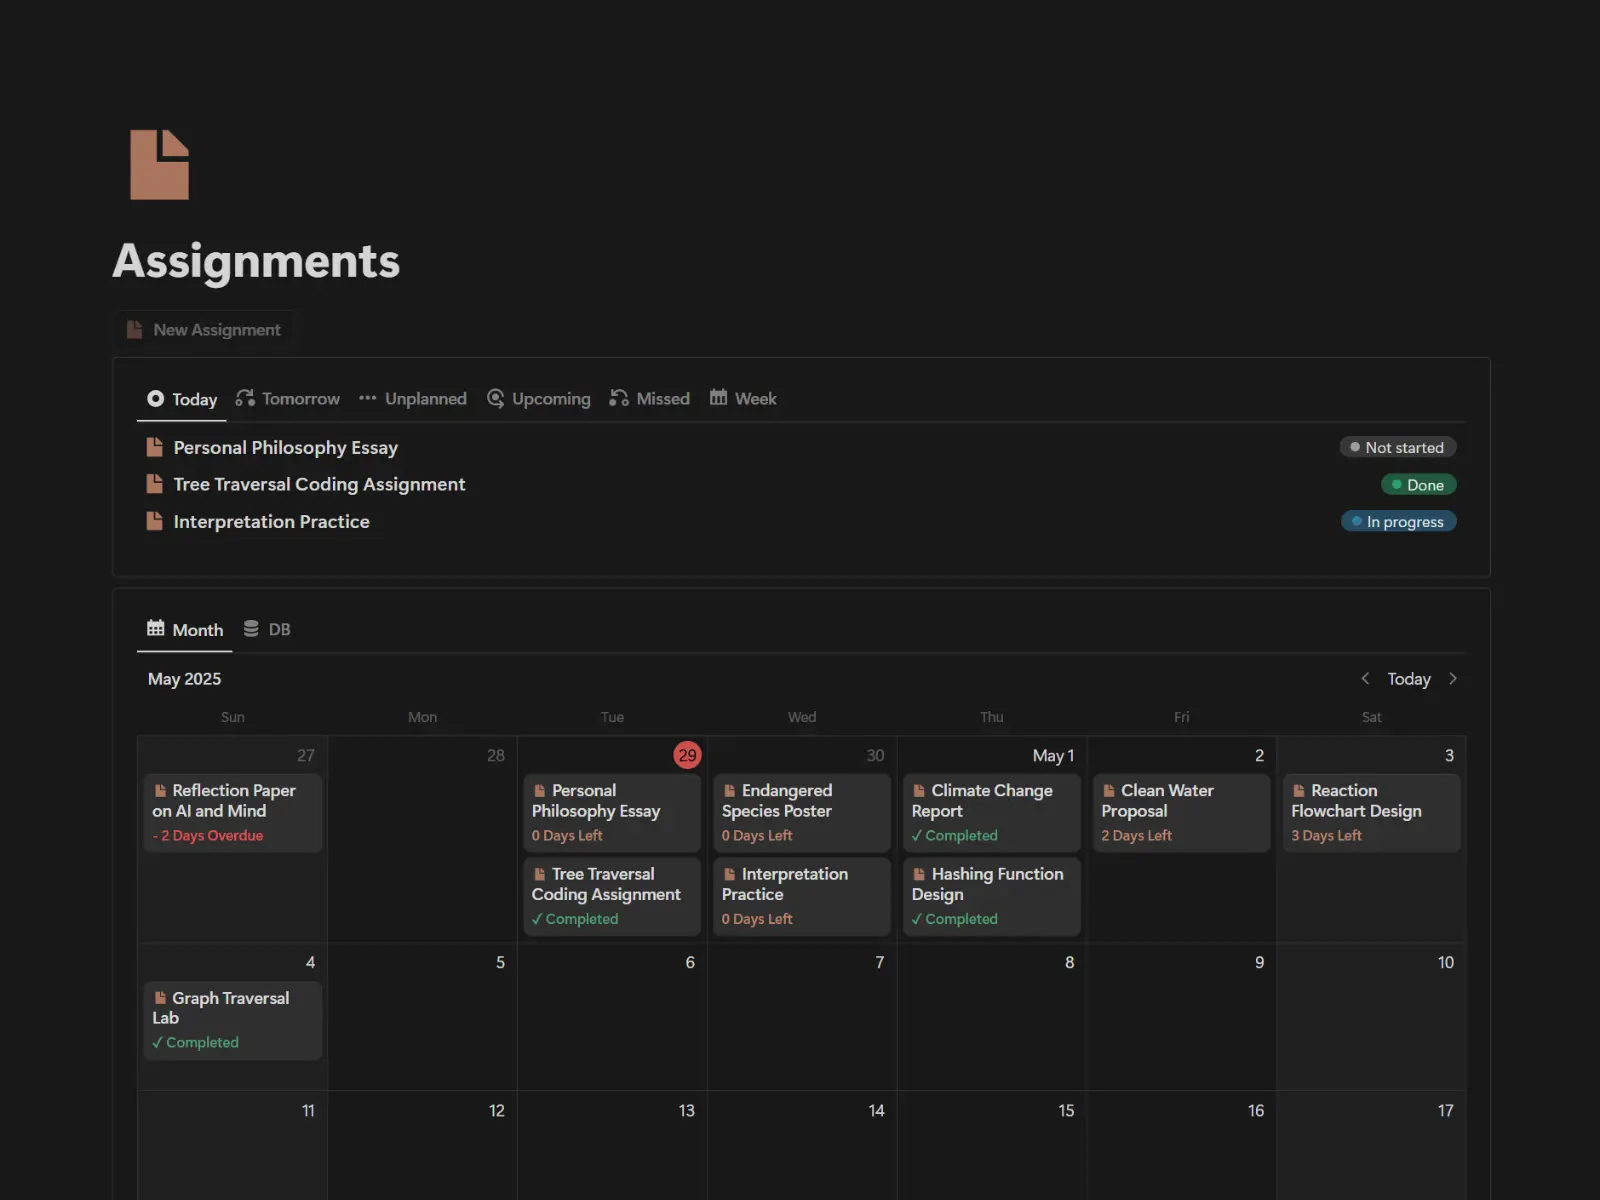 Assignments
New Assignment
Today Tomorrow ••• Unplanned Upcoming Missed Week
Personal Philosophy Essay Not started
Tree Traversal Coding Assignment Done
Interpretation Practice In progress
Month DB
May 2025 < Today >
Sun Mon Tue Wed Thu Fri Sat
27 28 29 30 May 1 2 3
Reflection Paper
on AI and Mind
- 2 Days Overdue
Personal
Philosophy Essay
0 Days Left
Tree Traversal
Coding Assignment
✓ Completed
Endangered
Species Poster
0 Days Left
Interpretation
Practice
0 Days Left
Climate Change
Report
✓ Completed
Hashing Function
Design
✓ Completed
Clean Water
Proposal
2 Days Left
Reaction
Flowchart Design
3 Days Left
4 5 6 7 8 9 10
Graph Traversal
Lab
✓ Completed
11 12 13 14 15 16 17